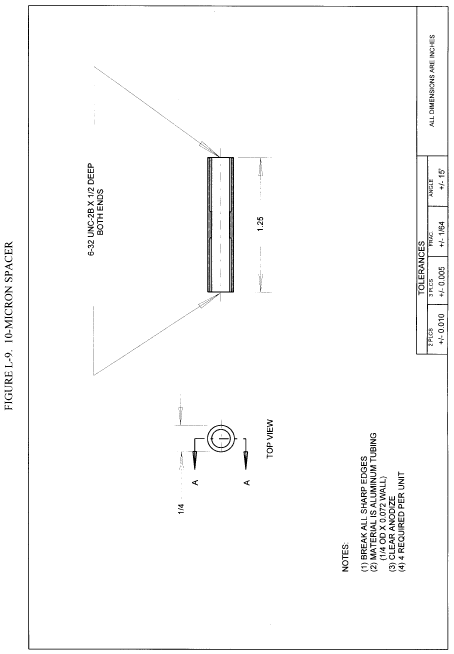 FIGURE L-9. 10-MICRON SPACER
6-32 UNC-2B X 1/2 DEEP
BOTH ENDS
1.25
1/4
A
A
TOP VIEW
NOTES:
(1) BREAK ALL SHARP EDGES
(2) MATERIAL IS ALUMINUM TUBING
(1/4 OD X 0.072 WALL)
(3) CLEAR ANODIZE
(4) 4 REQUIRED PER UNIT
TOLERANCES
2 PLCS
3 PLCS
FRAC.
ANGLE
+/- 0.010
+/- 0.005
+/- 1/64
+/- 15'
ALL DIMENSIONS ARE INCHES